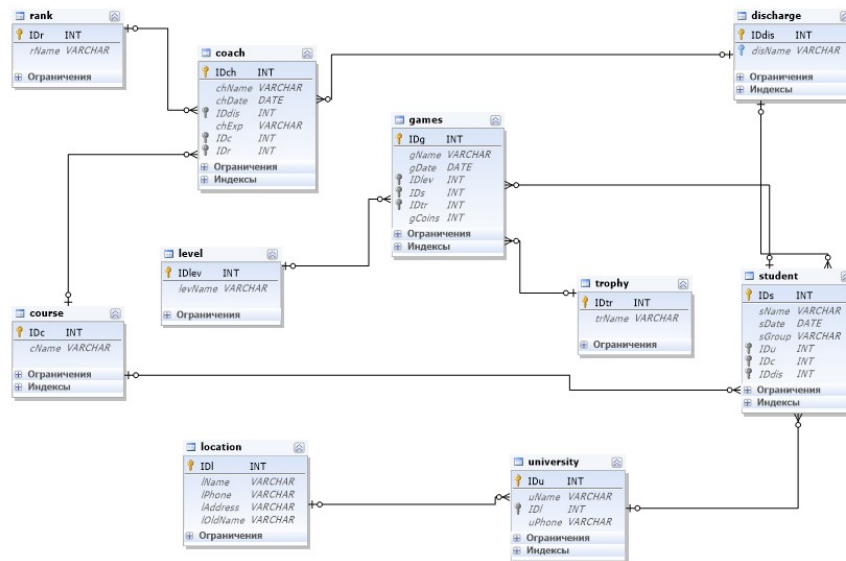 rank
IDr INT
rName VARCHAR
Ограничения
coach
IDch INT
chName VARCHAR
chDate DATE
IDdis INT
chExp VARCHAR
IDc INT
IDr INT
Ограничения
Индексы
discharge
IDdis INT
disName VARCHAR
Ограничения
Индексы
games
IDg INT
gName VARCHAR
gDate DATE
IDlev INT
IDs INT
IDtr INT
gCoins INT
Ограничения
Индексы
level
IDlev INT
levName VARCHAR
Ограничения
trophy
IDtr INT
trName VARCHAR
Ограничения
student
IDs INT
sName VARCHAR
sDate DATE
sGroup VARCHAR
IDu INT
IDc INT
IDdis INT
Ограничения
Индексы
course
IDc INT
cName VARCHAR
Ограничения
Индексы
location
IDl INT
lName VARCHAR
lPhone VARCHAR
lAddress VARCHAR
lOldName VARCHAR
Ограничения
university
IDu INT
uName VARCHAR
IDl INT
uPhone VARCHAR
Ограничения
Индексы